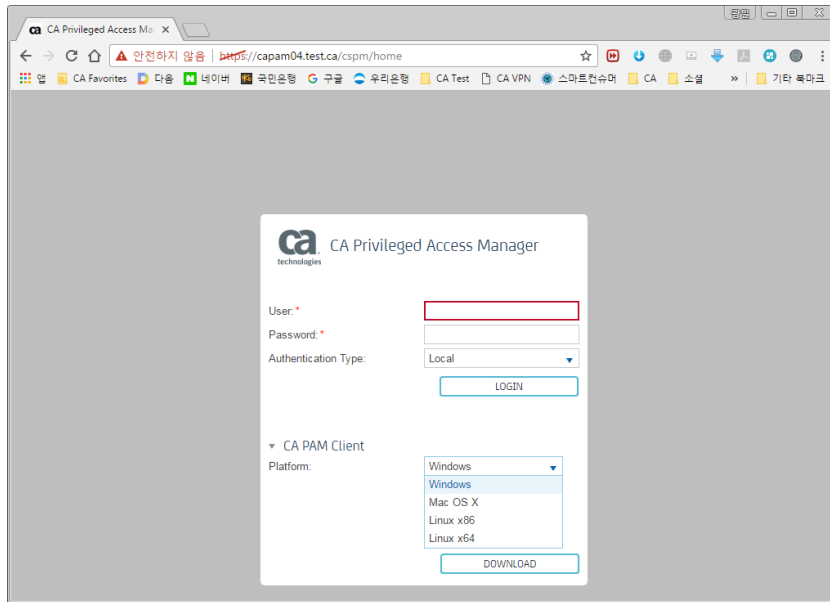 광원
CA Privileged Access Ma
안전하지 않음 https://capam04.test.ca/cspm/home
앱 CA Favorites 다음 네이버 국민은행 구글 우리은행 CA Test CA VPN 스마트컨슈머 CA 소셜 » 기타 북마크
ca technologies CA Privileged Access Manager
User: *
Password: *
Authentication Type: Local
LOGIN
CA PAM Client
Platform: Windows
Windows
Mac OS X
Linux x86
Linux x64
DOWNLOAD